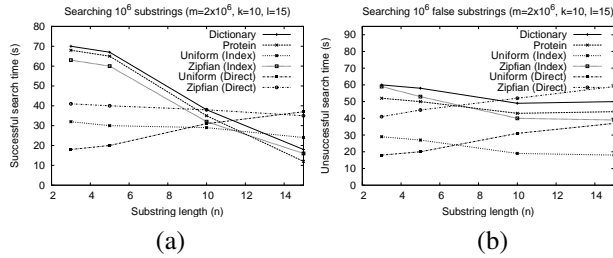 Searching 10⁶ substrings (m=2x10⁶, k=10, l=15)
Successful search time (s)
80
70
60
50
40
30
20
10
0
2
4
6
8
10
12
14
Substring length (n)
Dictionary
Protein
Uniform (Index)
Zipfian (Index)
Uniform (Direct)
Zipfian (Direct)
(a)
Searching 10⁶ false substrings (m=2x10⁶, k=10, l=15)
Unsuccessful search time (s)
90
80
70
60
50
40
30
20
10
0
2
4
6
8
10
12
14
Substring length (n)
Dictionary
Protein
Uniform (Index)
Zipfian (Index)
Uniform (Direct)
Zipfian (Direct)
(b)